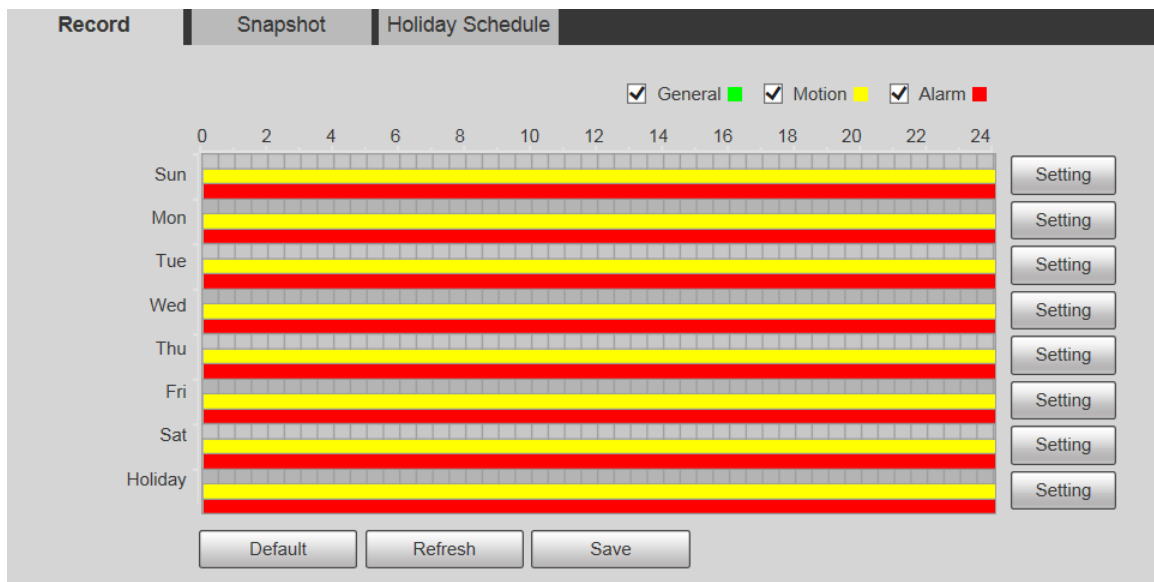 Record Snapshot Holiday Schedule
General Motion Alarm
0 2 4 6 8 10 12 14 16 18 20 22 24
Sun Setting
Mon Setting
Tue Setting
Wed Setting
Thu Setting
Fri Setting
Sat Setting
Holiday Setting
Default Refresh Save